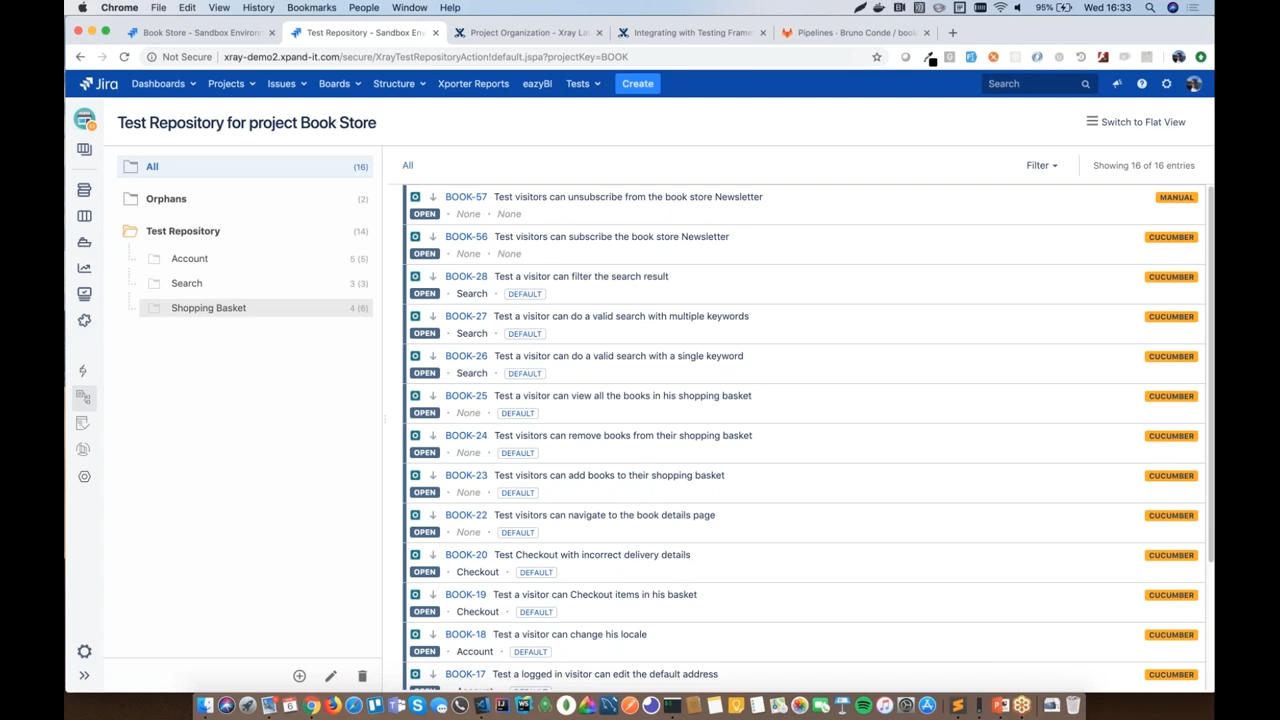 Chrome File Edit View History Bookmarks People Window Help 95% Wed 16:33
Book Store - Sandbox Environ × Test Repository - Sandbox Env × Project Organization - Xray La × Integrating with Testing Frame × Pipelines · Bruno Conde / book ×
Not Secure xray-demo2.xpand-it.com/secure/XrayTestRepositoryAction!default.jspa?projectKey=BOOK
Jira Dashboards Projects Issues Boards Structure Xporter Reports eazyBI Tests Create Search
Test Repository for project Book Store Switch to Flat View
All (16)
Orphans (2)
Test Repository (14)
Account 5 (5)
Search 3 (3)
Shopping Basket 4 (6)
All Filter Showing 16 of 16 entries
BOOK-57 Test visitors can unsubscribe from the book store Newsletter MANUAL
OPEN · None · None
BOOK-56 Test visitors can subscribe the book store Newsletter CUCUMBER
OPEN · None · None
BOOK-28 Test a visitor can filter the search result CUCUMBER
OPEN · Search · DEFAULT
BOOK-27 Test a visitor can do a valid search with multiple keywords CUCUMBER
OPEN · Search · DEFAULT
BOOK-26 Test a visitor can do a valid search with a single keyword CUCUMBER
OPEN · Search · DEFAULT
BOOK-25 Test a visitor can view all the books in his shopping basket CUCUMBER
OPEN · None · DEFAULT
BOOK-24 Test visitors can remove books from their shopping basket CUCUMBER
OPEN · None · DEFAULT
BOOK-23 Test visitors can add books to their shopping basket CUCUMBER
OPEN · None · DEFAULT
BOOK-22 Test visitors can navigate to the book details page CUCUMBER
OPEN · None · DEFAULT
BOOK-20 Test Checkout with incorrect delivery details CUCUMBER
OPEN · Checkout · DEFAULT
BOOK-19 Test a visitor can Checkout items in his basket CUCUMBER
OPEN · Checkout · DEFAULT
BOOK-18 Test a visitor can change his locale CUCUMBER
OPEN · Account · DEFAULT
BOOK-17 Test a logged in visitor can edit the default address CUCUMBER